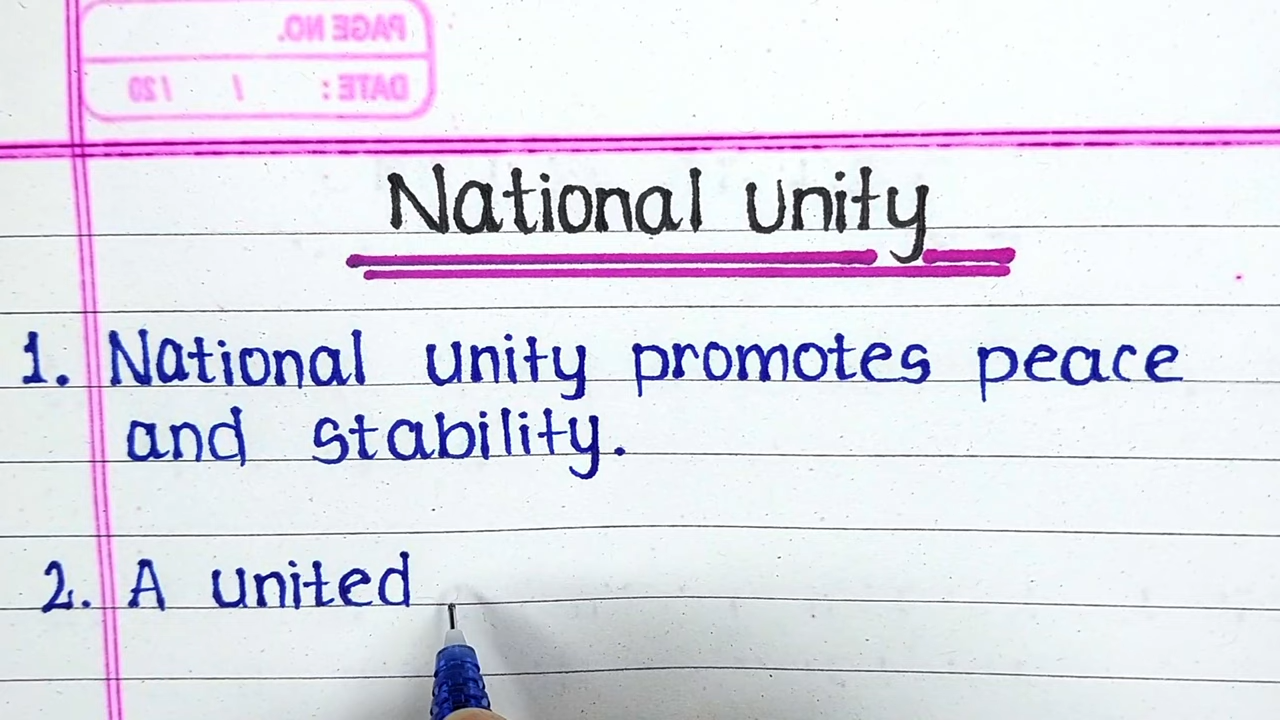 PAGE NO.
DATE: / /20
National unity
1. National unity promotes peace
and stability.
2. A united